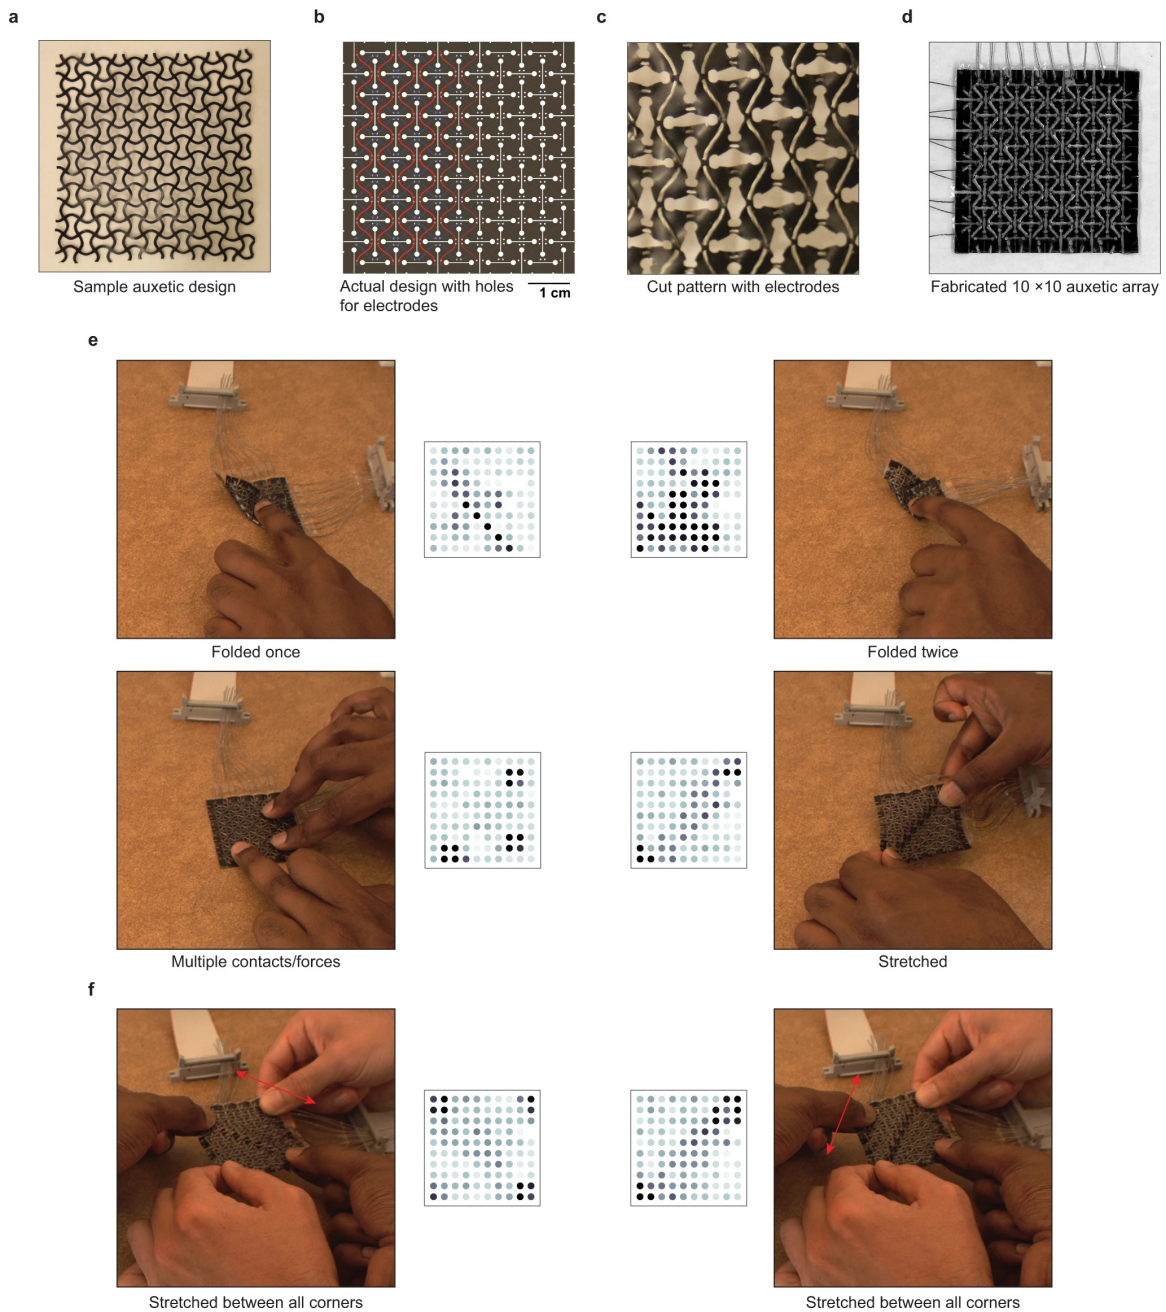 a
b
c
d
Sample auxetic design
Actual design with holes
for electrodes
1 cm
Cut pattern with electrodes
Fabricated 10 ×10 auxetic array
e
Folded once
Folded twice
Multiple contacts/forces
Stretched
f
Stretched between all corners
Stretched between all corners